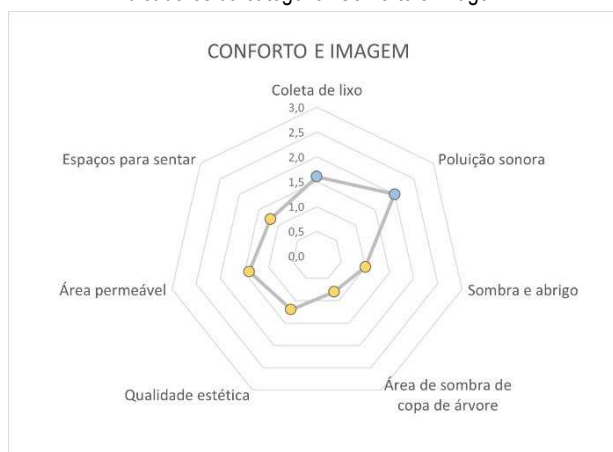 CONFORTO E IMAGEM
Coleta de lixo
3,0
2,5
2,0
1,5
1,0
0,5
0,0
Espaços para sentar
Poluição sonora
Área permeável
Sombra e abrigo
Qualidade estética
Área de sombra de
copa de árvore